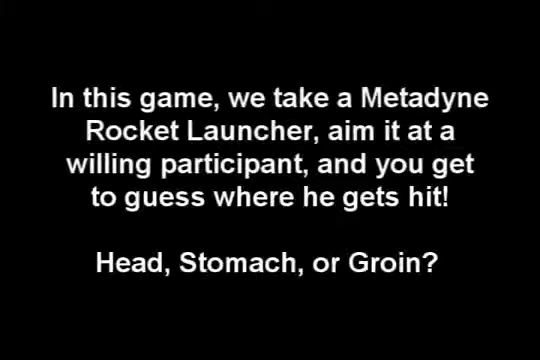 In this game, we take a Metadyne
Rocket Launcher, aim it at a
willing participant, and you get
to guess where he gets hit!
Head, Stomach, or Groin?